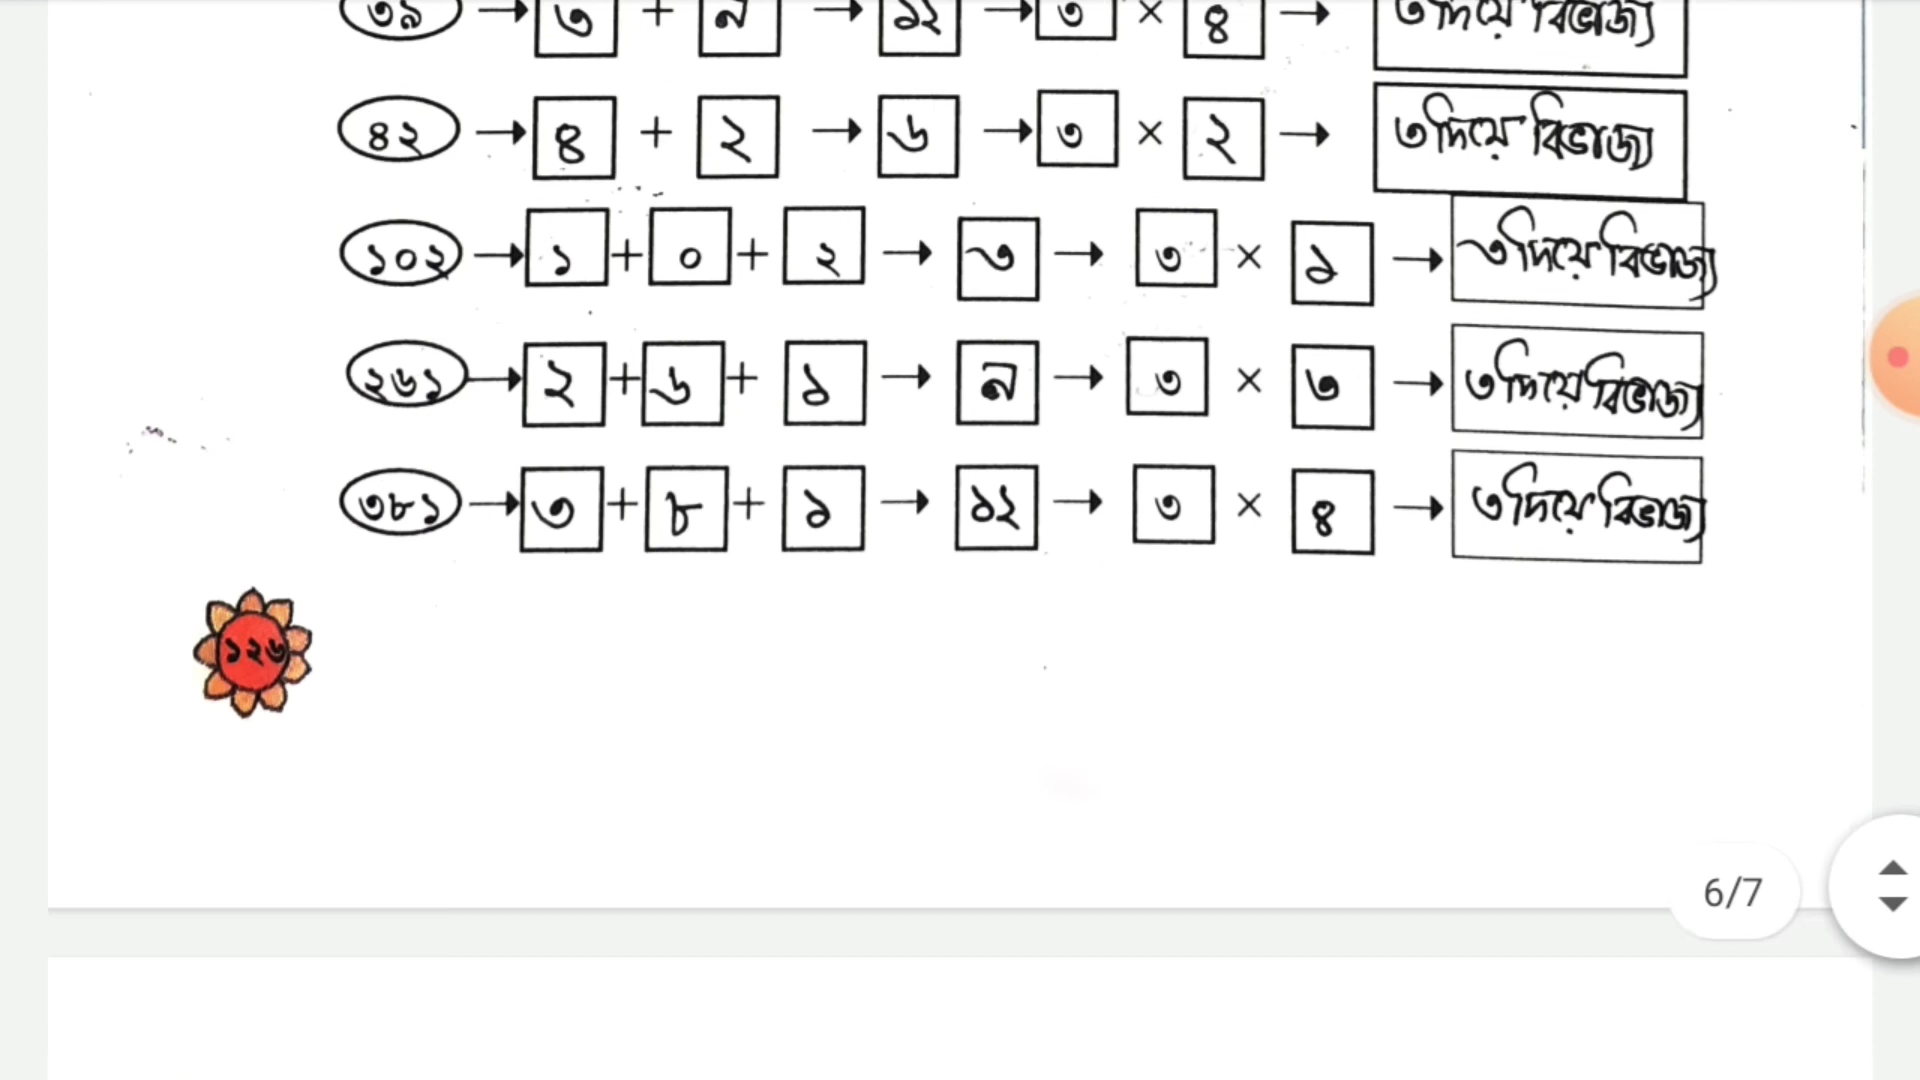 ৩৯ → ৩ + ৯ → ১২ → ৩ × ৪ → ৩ দিয়ে বিভাজ্য
৪২ → ৪ + ২ → ৬ → ৩ × ২ → ৩ দিয়ে বিভাজ্য
১০২ → ১ + ০ + ২ → ৩ → ৩ × ১ → ৩ দিয়ে বিভাজ্য
২৬১ → ২ + ৬ + ১ → ৯ → ৩ × ৩ → ৩ দিয়ে বিভাজ্য
৩৮১ → ৩ + ৮ + ১ → ১২ → ৩ × ৪ → ৩ দিয়ে বিভাজ্য
১২৬
6/7